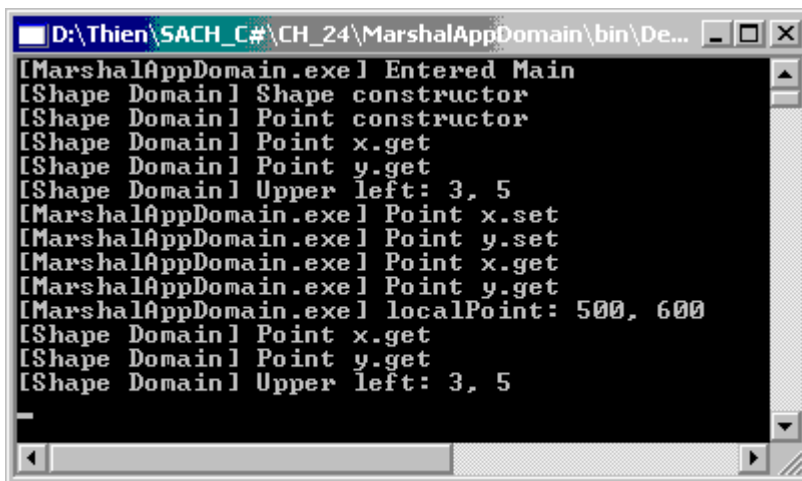 D:\Thien\SACH_C#\CH_24\MarshalAppDomain\bin\De...
[MarshalAppDomain.exe] Entered Main
[Shape Domain] Shape constructor
[Shape Domain] Point constructor
[Shape Domain] Point x.get
[Shape Domain] Point y.get
[Shape Domain] Upper left: 3, 5
[MarshalAppDomain.exe] Point x.set
[MarshalAppDomain.exe] Point y.set
[MarshalAppDomain.exe] Point x.get
[MarshalAppDomain.exe] Point y.get
[MarshalAppDomain.exe] localPoint: 500, 600
[Shape Domain] Point x.get
[Shape Domain] Point y.get
[Shape Domain] Upper left: 3, 5